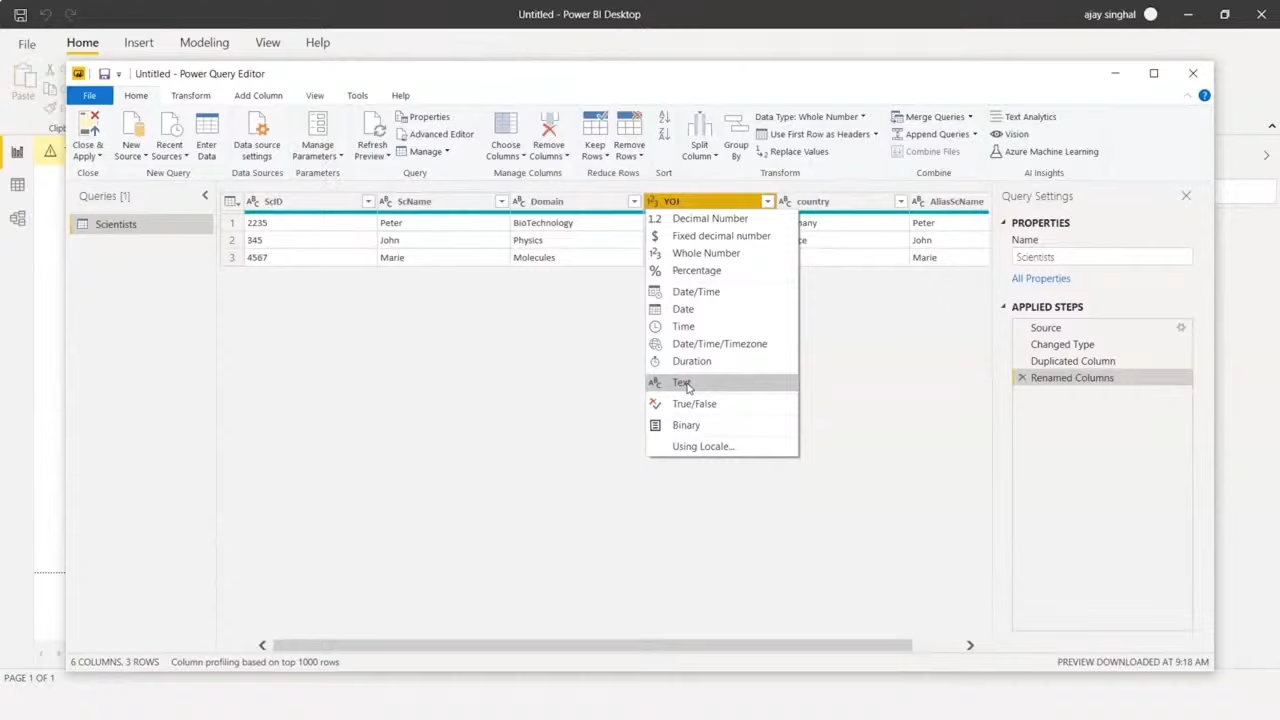 Untitled - Power BI Desktop
ajay singhal
File
Home
Insert
Modeling
View
Help
Paste
Untitled - Power Query Editor
File
Home
Transform
Add Column
View
Tools
Help
Close & Apply
New Source
Recent Sources
Enter Data
Data source settings
Manage Parameters
Refresh Preview
Properties
Advanced Editor
Manage
Choose Columns
Remove Columns
Keep Rows
Remove Rows
Split Column
Group By
Data Type: Whole Number
Use First Row as Headers
Replace Values
Merge Queries
Append Queries
Combine Files
Text Analytics
Vision
Azure Machine Learning
Close
New Query
Data Sources
Parameters
Query
Manage Columns
Reduce Rows
Sort
Transform
Combine
AI Insights
Queries [1]
Scientists
ScID
ScName
Domain
YOJ
country
AliasScName
1 2235 Peter BioTechnology many Peter
2 345 John Physics ce John
3 4567 Marie Molecules Marie
1.2 Decimal Number
$ Fixed decimal number
123 Whole Number
% Percentage
Date/Time
Date
Time
Date/Time/Timezone
Duration
ABC Text
True/False
Binary
Using Locale...
Query Settings
PROPERTIES
Name
Scientists
All Properties
APPLIED STEPS
Source
Changed Type
Duplicated Column
Renamed Columns
6 COLUMNS, 3 ROWS
Column profiling based on top 1000 rows
PREVIEW DOWNLOADED AT 9:18 AM
PAGE 1 OF 1